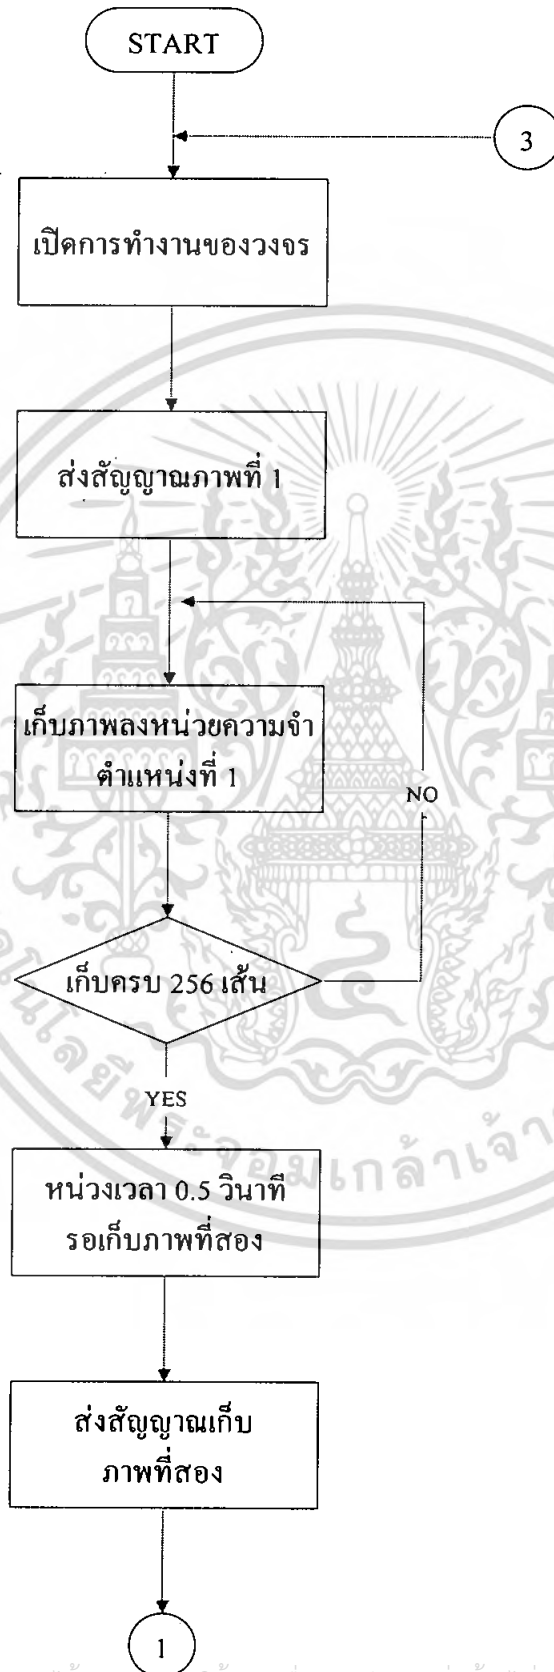 START
3
เปิดการทำงานของวงจร
ส่งสัญญาณภาพที่ 1
เก็บภาพลงหน่วยความจำ
ตำแหน่งที่ 1
NO
เก็บครบ 256 เส้น
YES
หน่วงเวลา 0.5 วินาที
รอเก็บภาพที่สอง
ส่งสัญญาณเก็บ
ภาพที่สอง
1